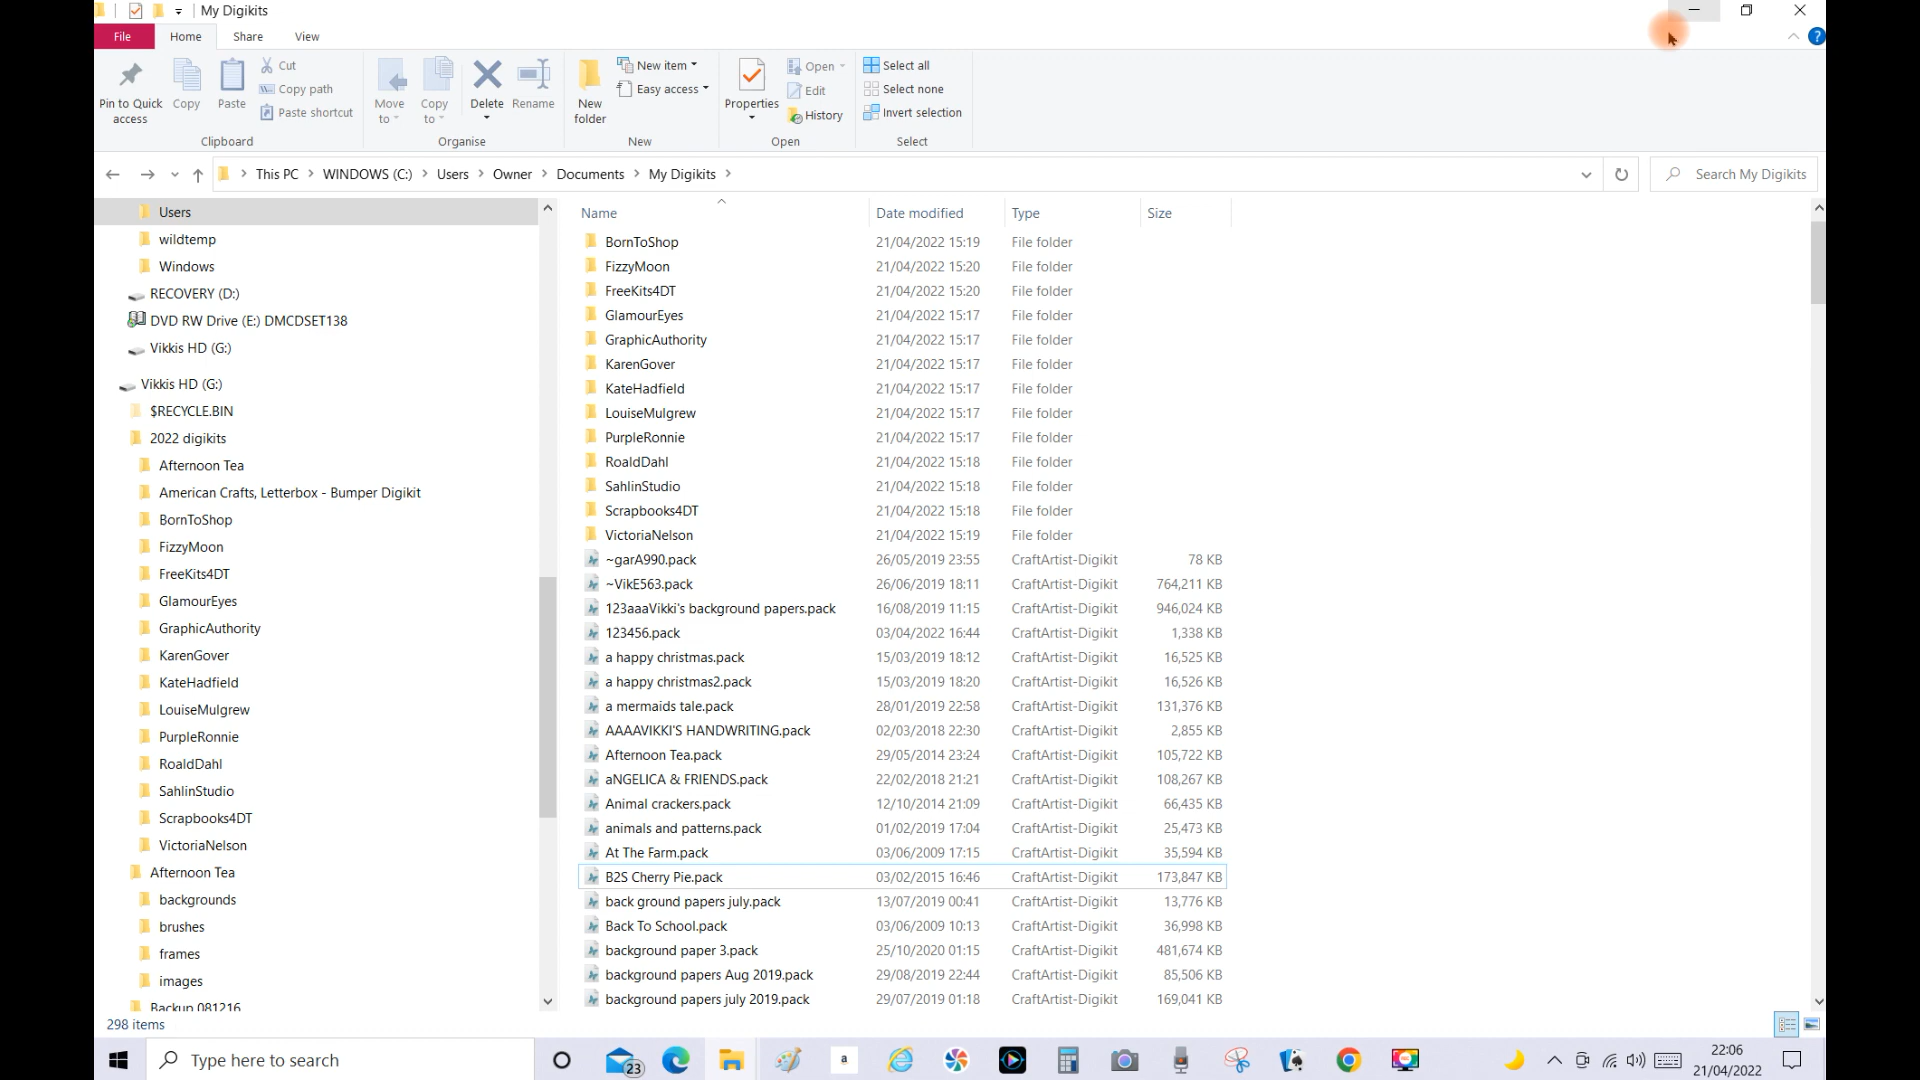 My Digikits
File Home Share View
Pin to Quick access
Copy
Paste
Cut
Copy path
Paste shortcut
Clipboard
Move to
Copy to
Delete
Rename
Organise
New folder
New item
Easy access
New
Properties
Open
Edit
History
Open
Select all
Select none
Invert selection
Select
?
This PC > WINDOWS (C:) > Users > Owner > Documents > My Digikits >
Search My Digikits
Users
wildtemp
Windows
RECOVERY (D:)
DVD RW Drive (E:) DMCDSET138
Vikkis HD (G:)
Vikkis HD (G:)
$RECYCLE.BIN
2022 digikits
Afternoon Tea
American Crafts, Letterbox - Bumper Digikit
BornToShop
FizzyMoon
FreeKits4DT
GlamourEyes
GraphicAuthority
KarenGover
KateHadfield
LouiseMulgrew
PurpleRonnie
RoaldDahl
SahlinStudio
Scrapbooks4DT
VictoriaNelson
Afternoon Tea
backgrounds
brushes
frames
images
Backup 081216
Name Date modified Type Size
BornToShop 21/04/2022 15:19 File folder
FizzyMoon 21/04/2022 15:20 File folder
FreeKits4DT 21/04/2022 15:20 File folder
GlamourEyes 21/04/2022 15:17 File folder
GraphicAuthority 21/04/2022 15:17 File folder
KarenGover 21/04/2022 15:17 File folder
KateHadfield 21/04/2022 15:17 File folder
LouiseMulgrew 21/04/2022 15:17 File folder
PurpleRonnie 21/04/2022 15:17 File folder
RoaldDahl 21/04/2022 15:18 File folder
SahlinStudio 21/04/2022 15:18 File folder
Scrapbooks4DT 21/04/2022 15:18 File folder
VictoriaNelson 21/04/2022 15:19 File folder
~garA990.pack 26/05/2019 23:55 CraftArtist-Digikit 78 KB
~VikE563.pack 26/06/2019 18:11 CraftArtist-Digikit 764,211 KB
123aaaVikki's background papers.pack 16/08/2019 11:15 CraftArtist-Digikit 946,024 KB
123456.pack 03/04/2022 16:44 CraftArtist-Digikit 1,338 KB
a happy christmas.pack 15/03/2019 18:12 CraftArtist-Digikit 16,525 KB
a happy christmas2.pack 15/03/2019 18:20 CraftArtist-Digikit 16,526 KB
a mermaids tale.pack 28/01/2019 22:58 CraftArtist-Digikit 131,376 KB
AAAAVIKKI'S HANDWRITING.pack 02/03/2018 22:30 CraftArtist-Digikit 2,855 KB
Afternoon Tea.pack 29/05/2014 23:24 CraftArtist-Digikit 105,722 KB
aNGELICA & FRIENDS.pack 22/02/2018 21:21 CraftArtist-Digikit 108,267 KB
Animal crackers.pack 12/10/2014 21:09 CraftArtist-Digikit 66,435 KB
animals and patterns.pack 01/02/2019 17:04 CraftArtist-Digikit 25,473 KB
At The Farm.pack 03/06/2009 17:15 CraftArtist-Digikit 35,594 KB
B2S Cherry Pie.pack 03/02/2015 16:46 CraftArtist-Digikit 173,847 KB
back ground papers july.pack 13/07/2019 00:41 CraftArtist-Digikit 13,776 KB
Back To School.pack 03/06/2009 10:13 CraftArtist-Digikit 36,998 KB
background paper 3.pack 25/10/2020 01:15 CraftArtist-Digikit 481,674 KB
background papers Aug 2019.pack 29/08/2019 22:44 CraftArtist-Digikit 85,506 KB
background papers july 2019.pack 29/07/2019 01:18 CraftArtist-Digikit 169,041 KB
298 items
Type here to search
23
a
22:06
21/04/2022